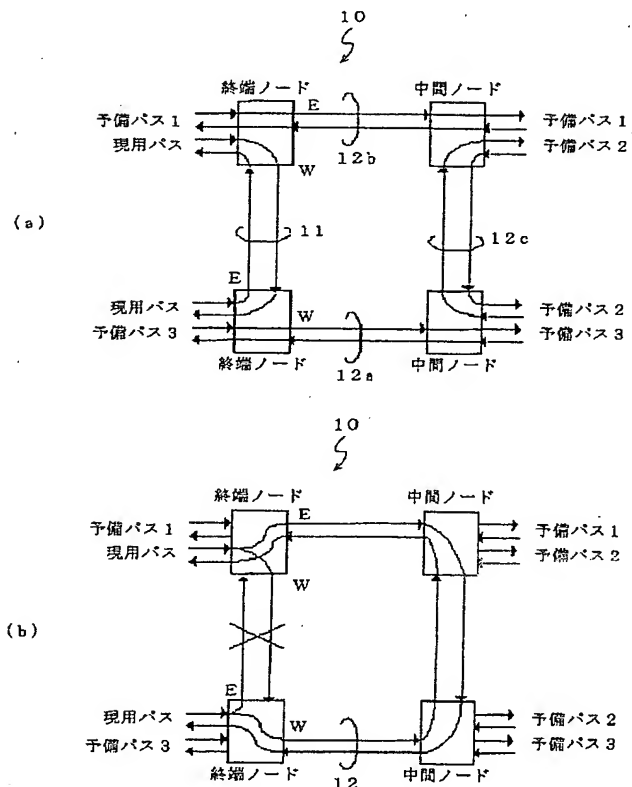 10
終端ノード
中間ノード
E
予備パス1
現用パス
予備パス1
予備パス2
W
12b
(a)
11
12c
E
現用パス
予備パス3
W
予備パス2
予備パス3
終端ノード
12a
中間ノード
10
終端ノード
中間ノード
E
予備パス1
現用パス
予備パス1
予備パス2
W
(b)
E
現用パス
予備パス3
W
予備パス2
予備パス3
終端ノード
12
中間ノード